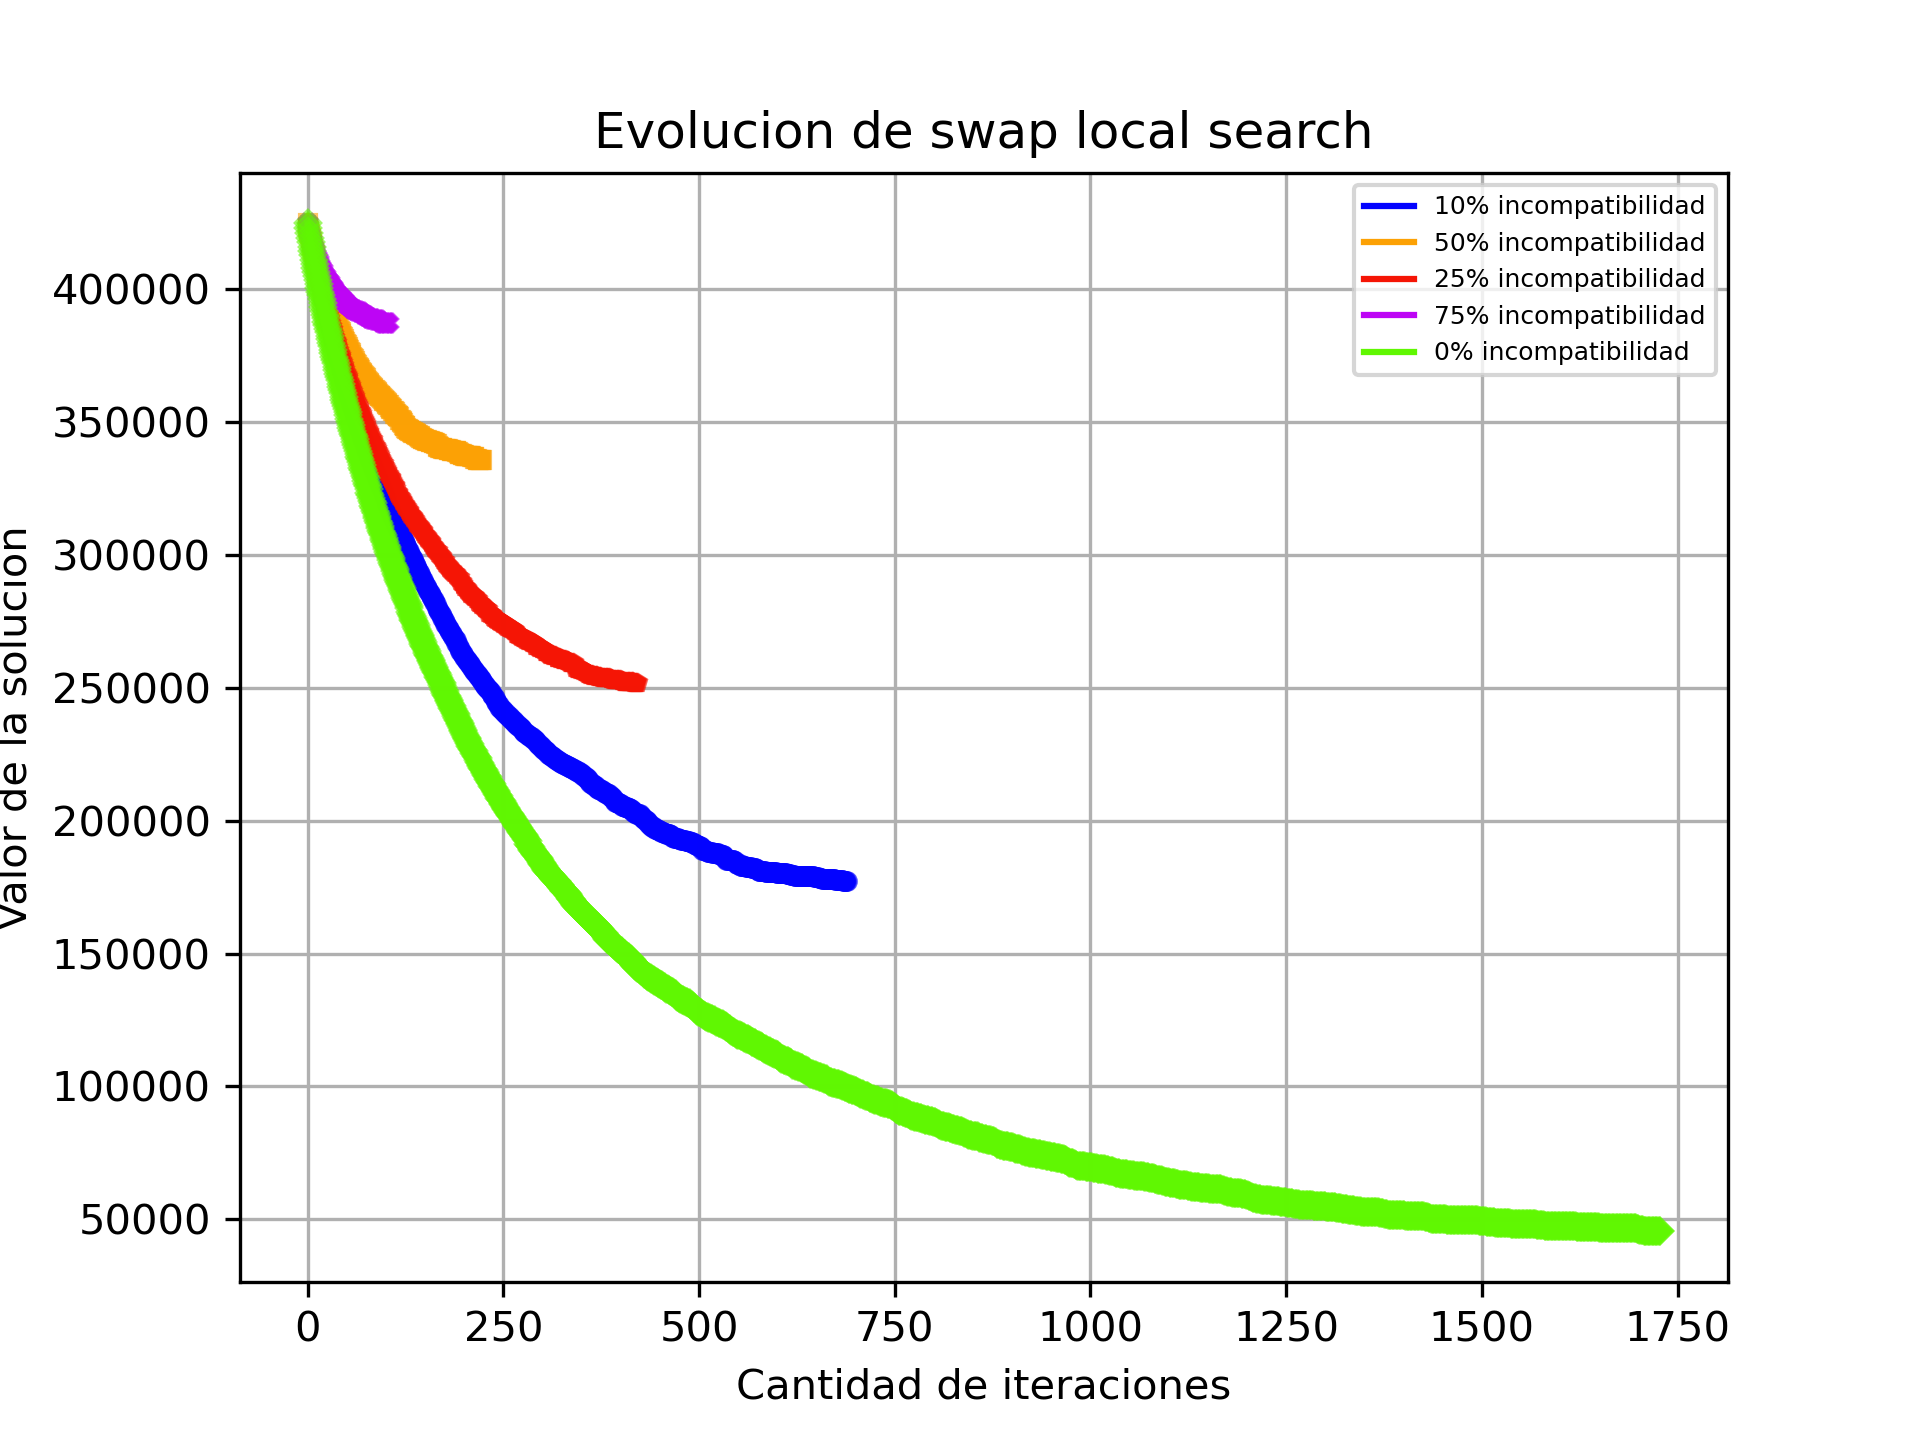 Evolucion de swap local search
10% incompatibilidad
50% incompatibilidad
25% incompatibilidad
75% incompatibilidad
0% incompatibilidad
Valor de la solucion
400000
350000
300000
250000
200000
150000
100000
50000
0 250 500 750 1000 1250 1500 1750
Cantidad de iteraciones